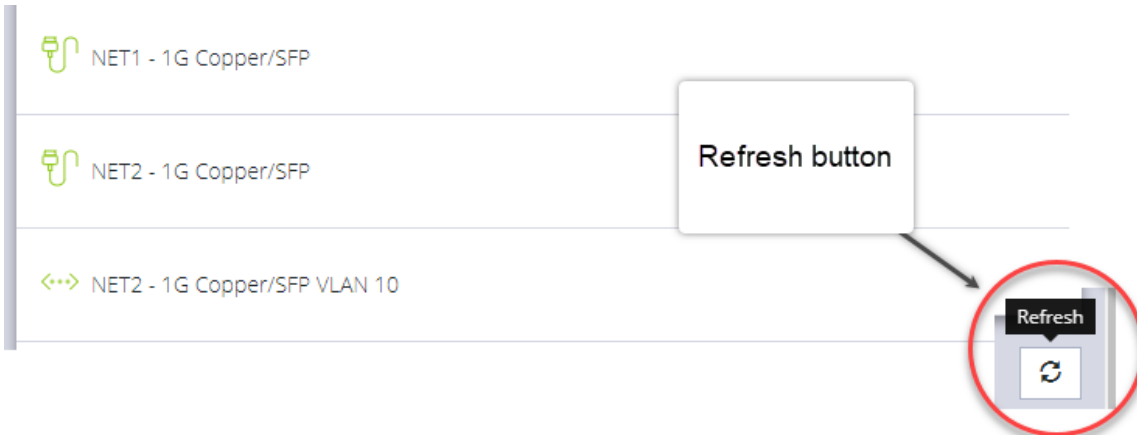 NET1 - 1G Copper/SFP
NET2 - 1G Copper/SFP
Refresh button
NET2 - 1G Copper/SFP VLAN 10
Refresh